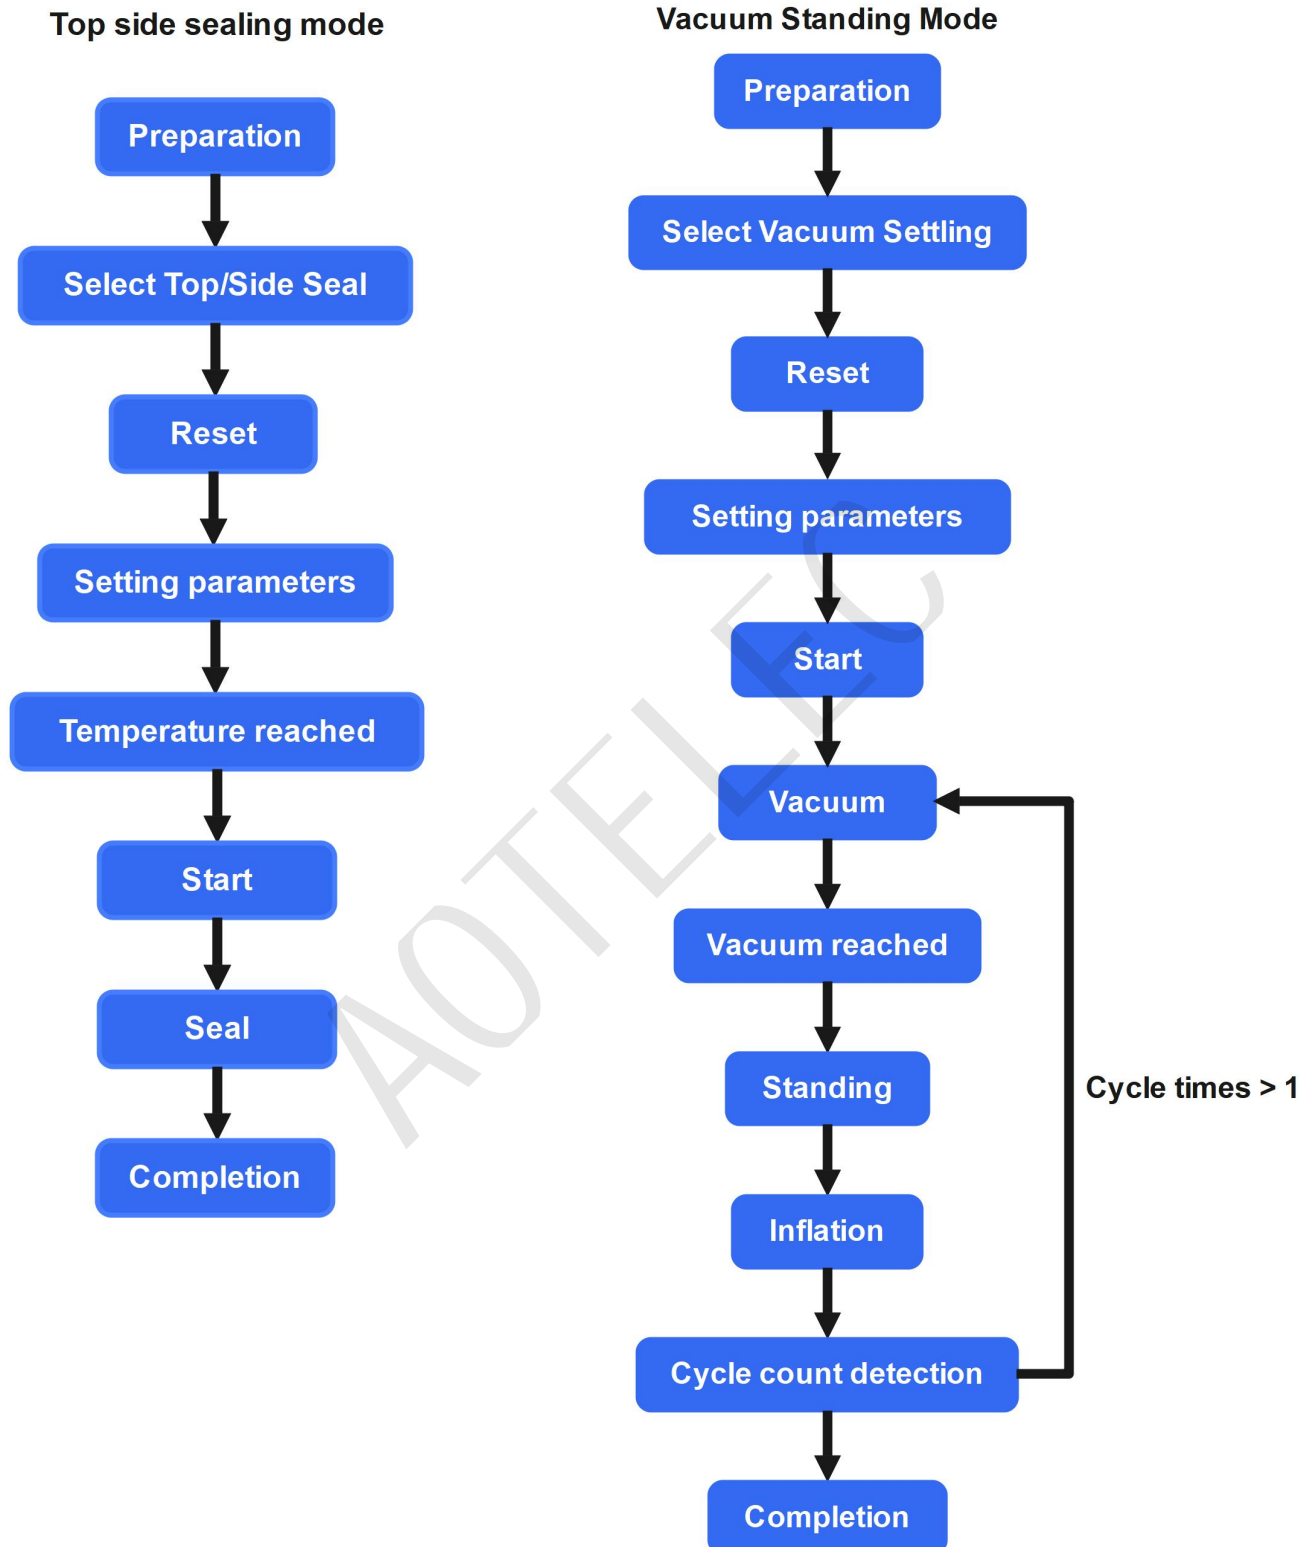 Top side sealing mode
Preparation
Select Top/Side Seal
Reset
Setting parameters
Temperature reached
Start
Seal
Completion
Vacuum Standing Mode
Preparation
Select Vacuum Settling
Reset
Setting parameters
Start
Vacuum
Vacuum reached
Standing
Inflation
Cycle count detection
Completion
Cycle times > 1
AOTELEC